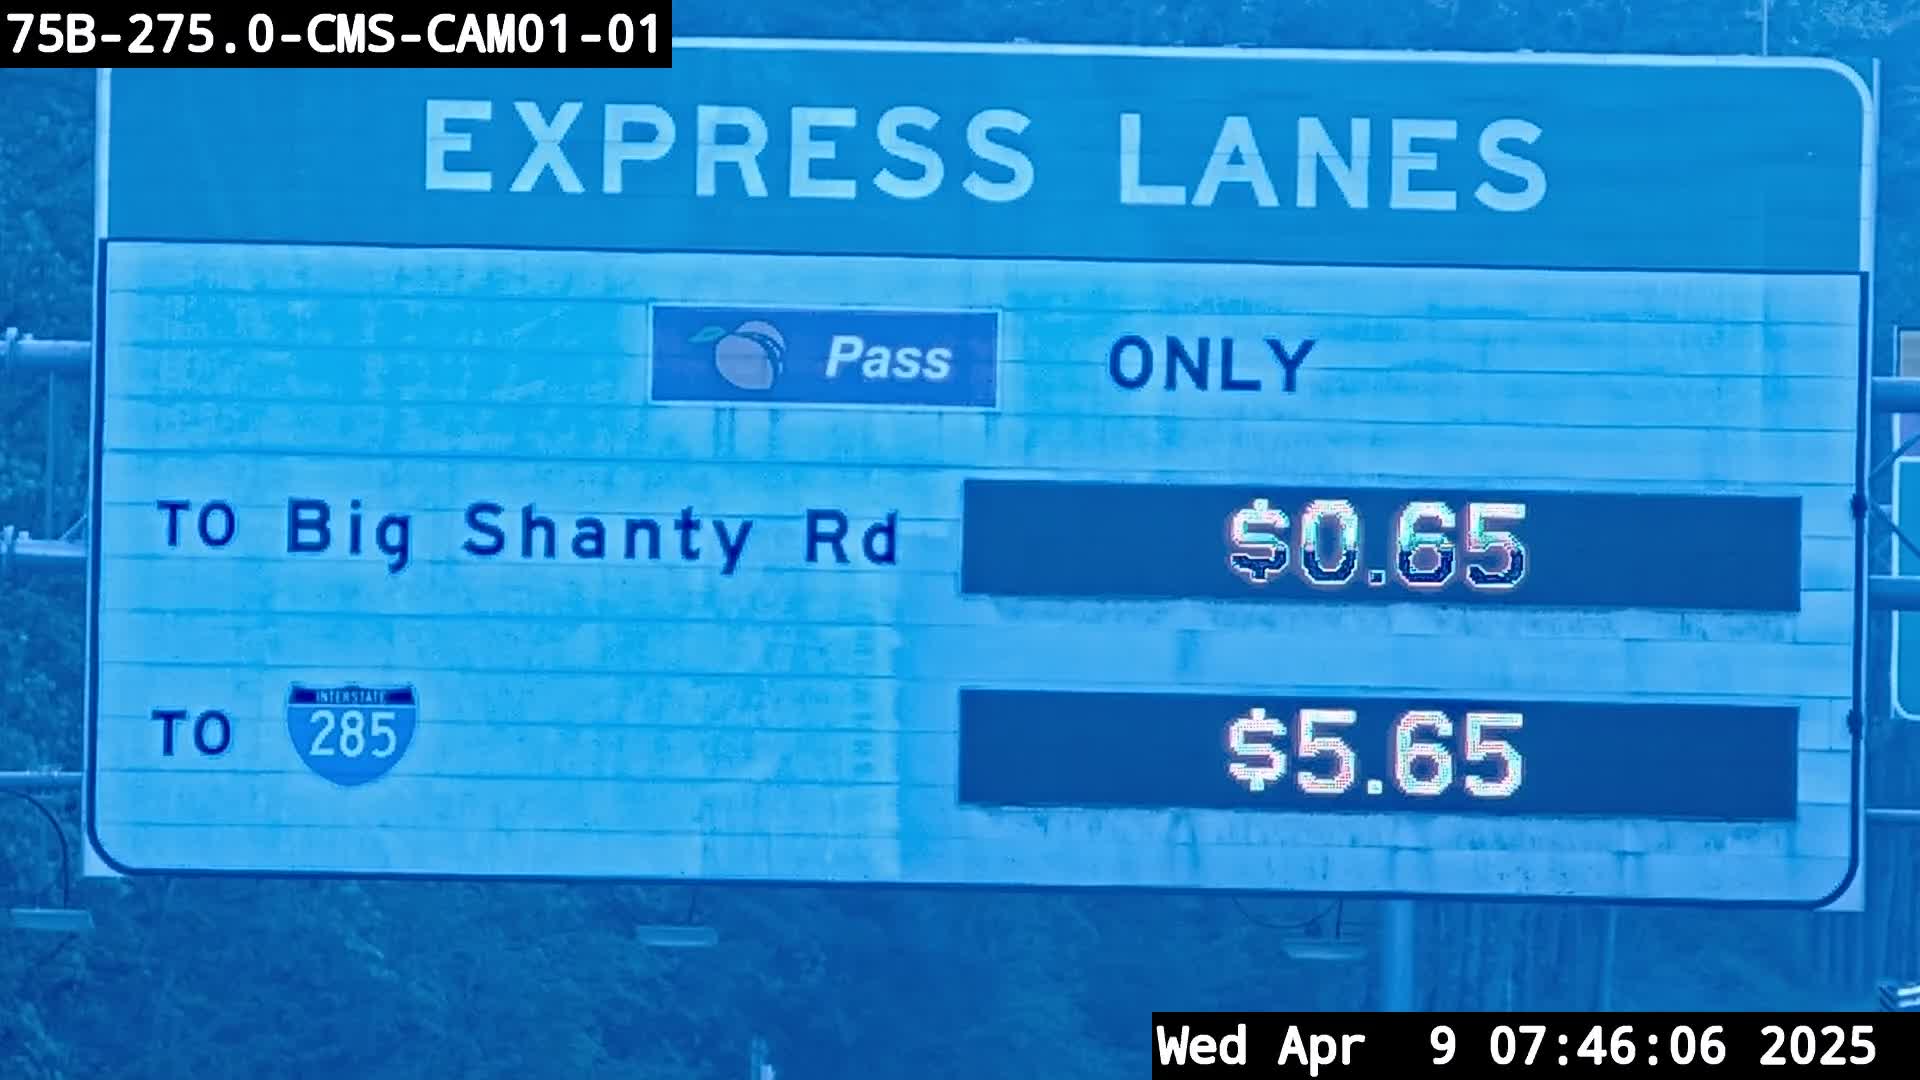 75B-275.0-CMS-CAM01-01
EXPRESS LANES
Pass ONLY
TO Big Shanty Rd $0.65
INTERSTATE
TO 285 $5.65
Wed Apr 9 07:46:06 2025